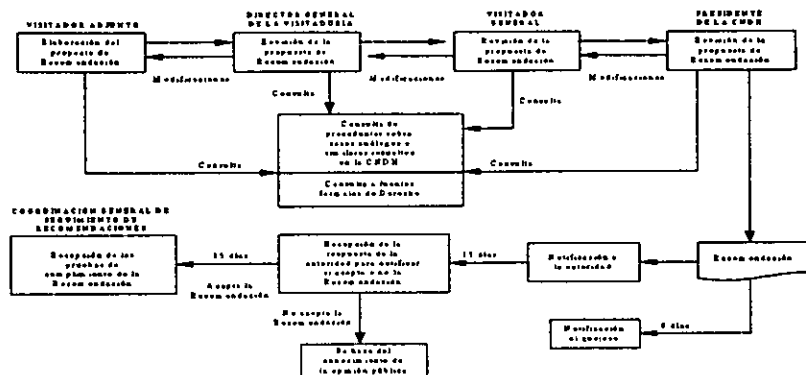 VISITADOR ADJUNTO
DIRECTOR GENERAL
DE LA VISITADURIA
VISITADOR
GENERAL
PRESIDENTE
DE LA CNDH
Elaboración del
proyecto de
Recomendación
Revisión de la
propuesta de
Recomendación
Revisión de la
propuesta de
Recomendación
Revisión de la
propuesta de
Recomendación
Modificaciones
Modificaciones
Modificaciones
Consulta
Consulta
Consulta de
sobre
casos análogos o
similares
en la CNDH
Consulta
Consulta
Consulta a fuentes
formales de Derecho
COORDINACIÓN GENERAL DE
SEGUIMIENTO DE
RECOMENDACIONES
Recepción de las
pruebas de
cumplimiento de la
Recomendación
15 días
Acepta la
Recomendación
Recepción de la
respuesta de la
autoridad para notificar
si acepta o no la
Recomendación
15 días
Notificación a
la autoridad
Recomendación
No acepta la
Recomendación
Notificación
al quejoso
6 días
Se hace del
conocimiento de
la opinión pública